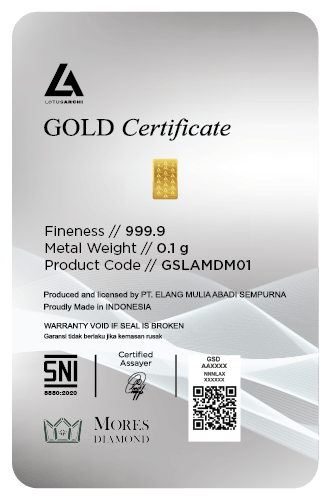 LOTUSARCHI
GOLD Certificate
Fineness // 999.9
Metal Weight // 0.1 g
Product Code // GSLAMDM01
Produced and licensed by PT. ELANG MULIA ABADI SEMPURNA
Proudly Made in INDONESIA
WARRANTY VOID IF SEAL IS BROKEN
Garansi tidak berlaku jika kemasan rusak
SNI
8880:2020
Certified
Assayer
GSD
AAXXXX
NNNLAX
XXXXXX
MORES
DIAMOND